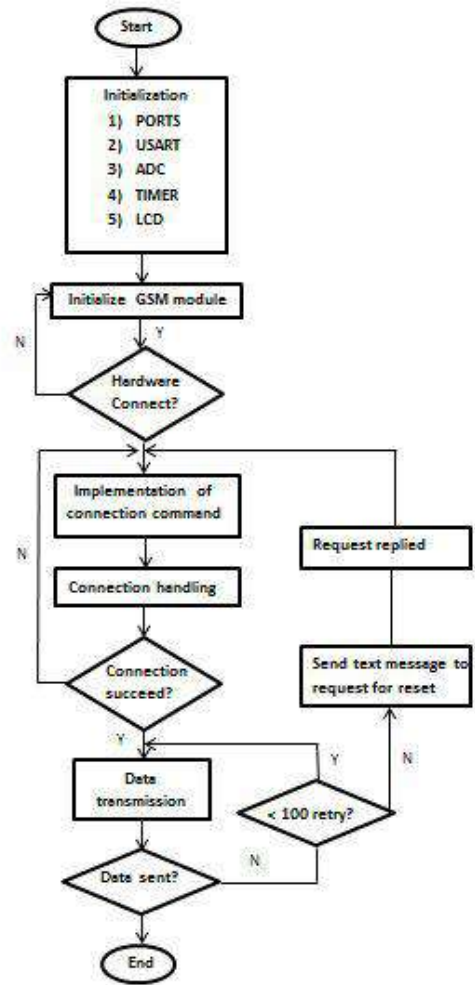 Start
Initialization
1) PORTS
2) USART
3) ADC
4) TIMER
5) LCD
Initialize GSM module
N
Y
Hardware
Connect?
Implementation of
connection command
N
Request replied
Connection handling
Connection
succeed?
Send text message to
request for reset
Y
Y
N
Data
transmission
< 100 retry?
N
Data sent?
End